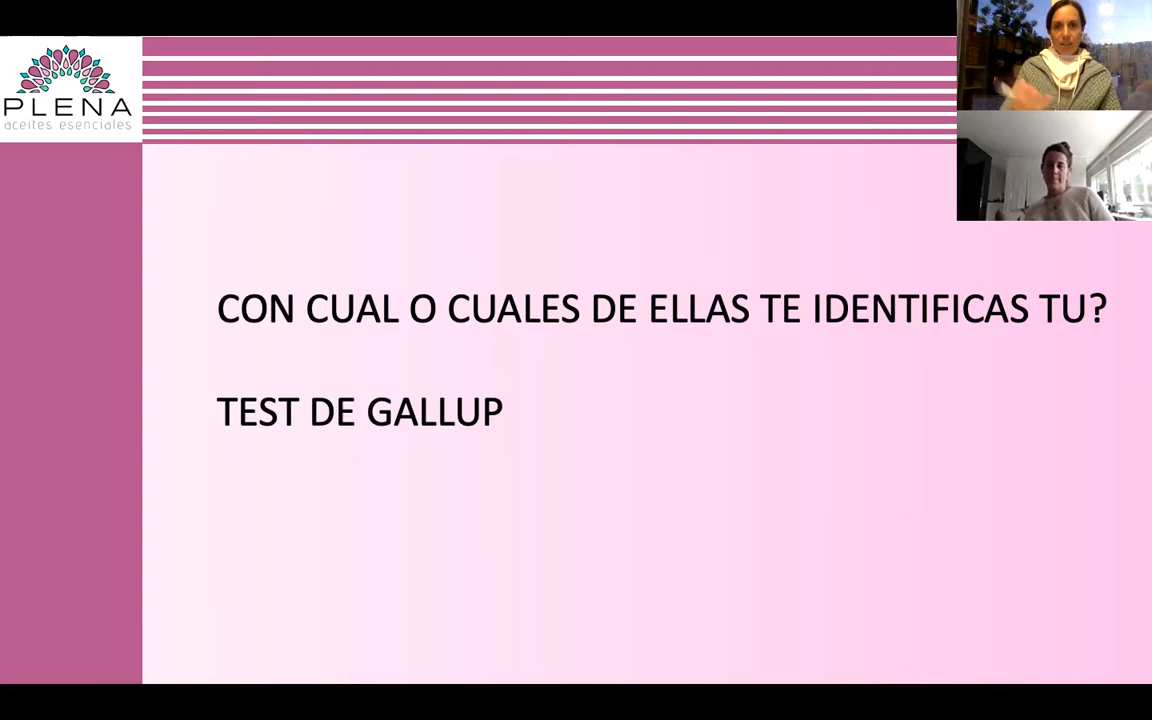 PLENA
aceites esenciales
CON CUAL O CUALES DE ELLAS TE IDENTIFICAS TU?
TEST DE GALLUP